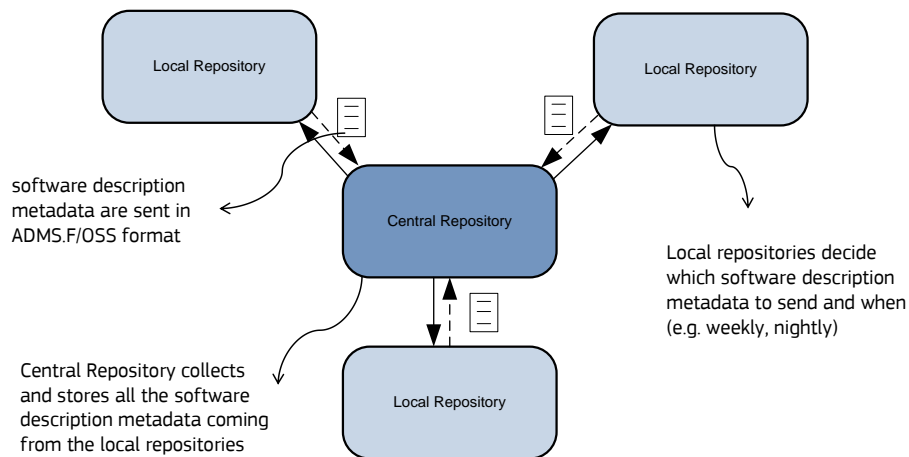 Local Repository
Local Repository
software description
metadata are sent in
ADMS.F/OSS format
Central Repository
Local repositories decide
which software description
metadata to send and when
(e.g. weekly, nightly)
Central Repository collects
and stores all the software
description metadata coming
from the local repositories
Local Repository